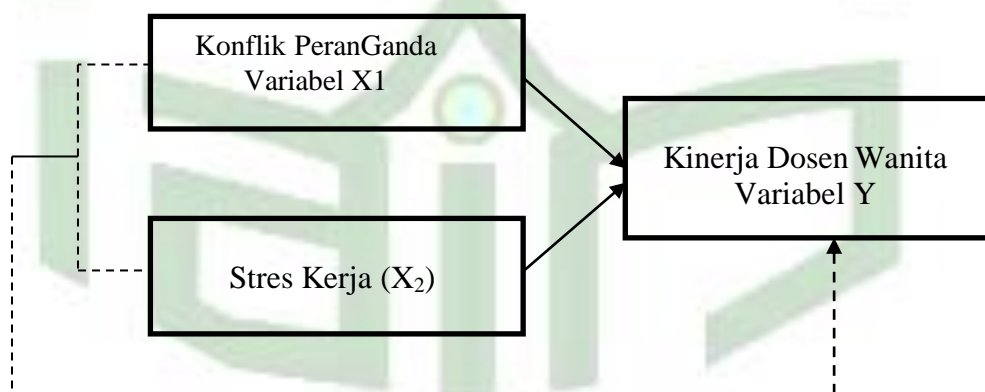 Konflik PeranGanda
Variabel X1
Kinerja Dosen Wanita
Variabel Y
Stres Kerja (X₂)